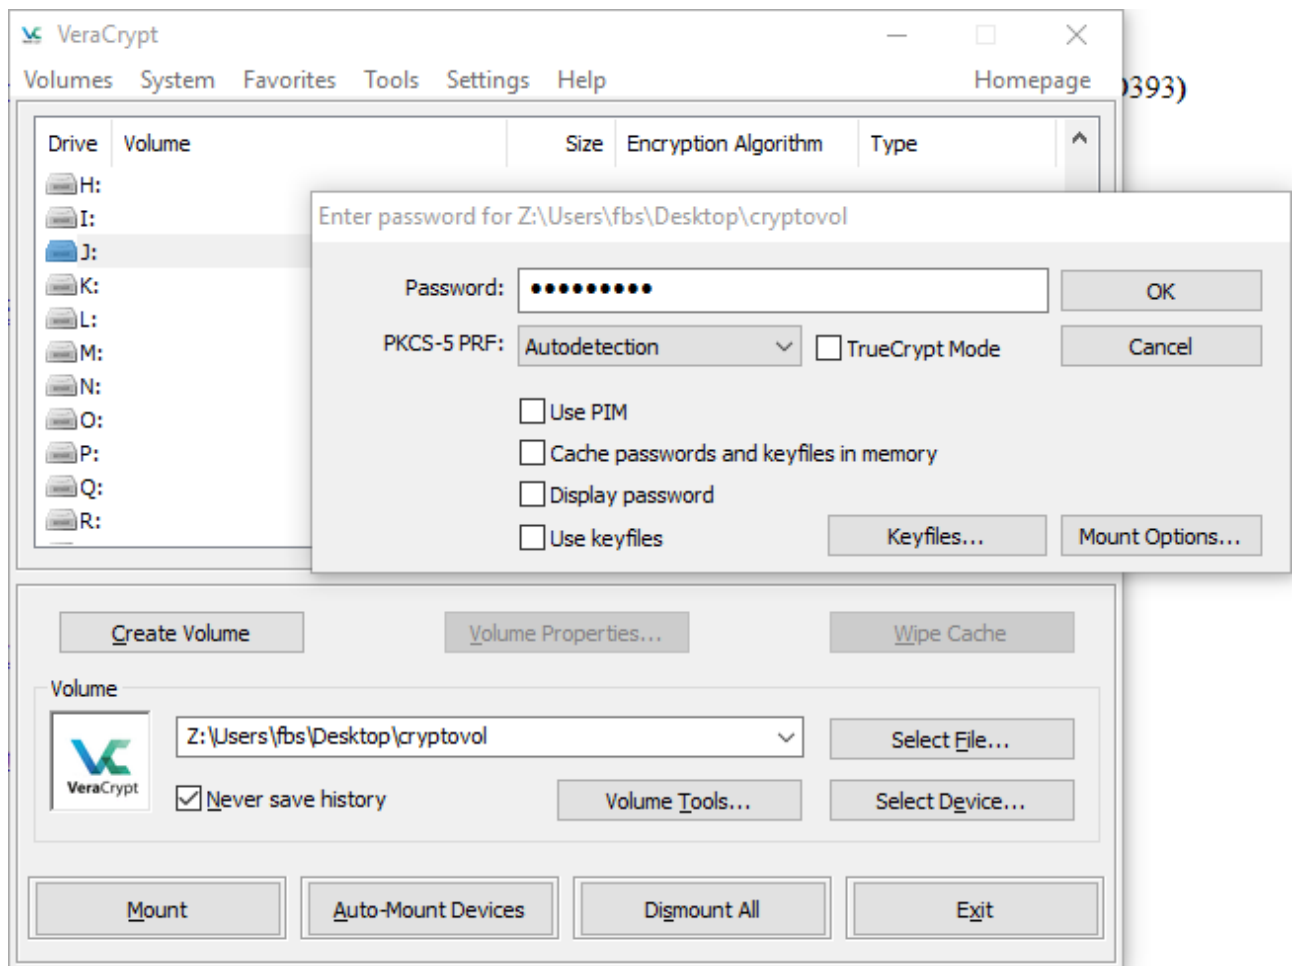 VeraCrypt
Volumes System Favorites Tools Settings Help Homepage
0393)
Drive Volume Size Encryption Algorithm Type
H:
I:
J:
K:
L:
M:
N:
O:
P:
Q:
R:
Enter password for Z:\Users\fbs\Desktop\cryptovol
Password: ●●●●●●●●● OK
PKCS-5 PRF: Autodetection TrueCrypt Mode Cancel
Use PIM
Cache passwords and keyfiles in memory
Display password
Use keyfiles Keyfiles... Mount Options...
Create Volume Volume Properties... Wipe Cache
Volume
VeraCrypt
Z:\Users\fbs\Desktop\cryptovol Select File...
Never save history Volume Tools... Select Device...
Mount Auto-Mount Devices Dismount All Exit